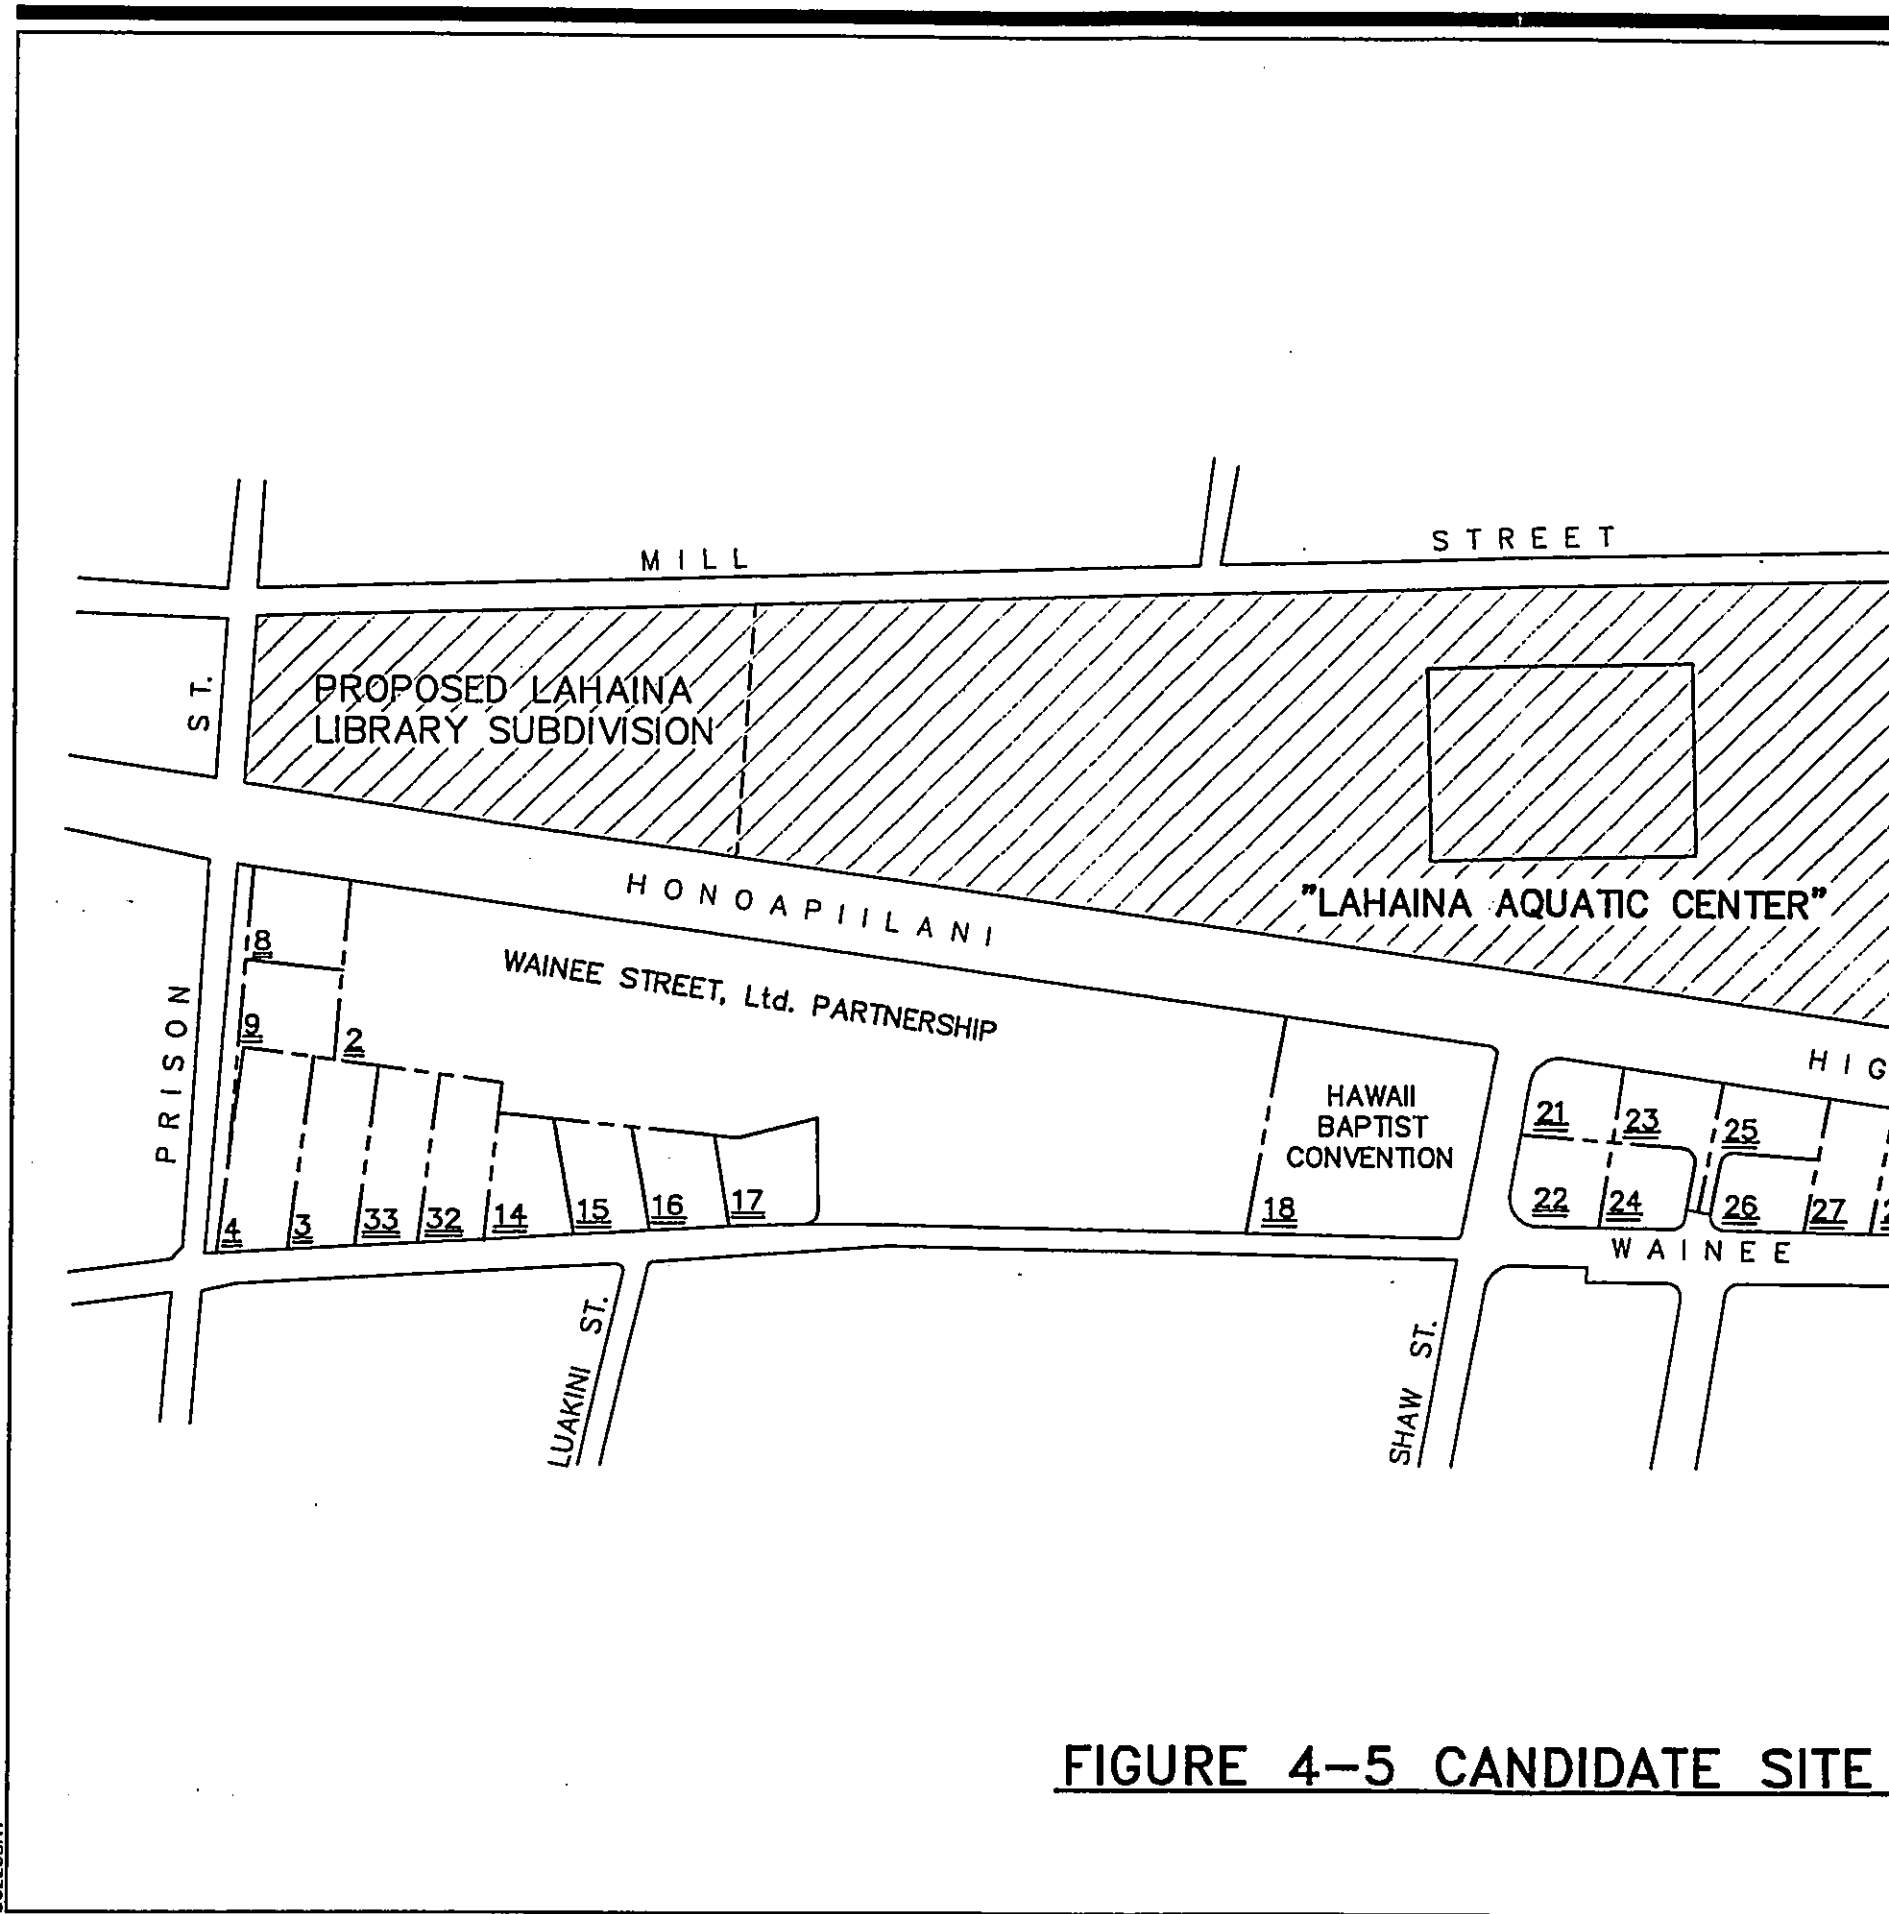 MILL STREET
ST.
PROPOSED LAHAINA
LIBRARY SUBDIVISION
"LAHAINA AQUATIC CENTER"
HONOAPIILANI
HIG
WAINEE STREET, Ltd. PARTNERSHIP
PRISON
8
9
2
HAWAII
BAPTIST
CONVENTION
21
23
25
4
3
33
32
14
15
16
17
18
22
24
26
27
WAINEE
LUAKINI ST.
SHAW ST.
FIGURE 4-5 CANDIDATE SITE